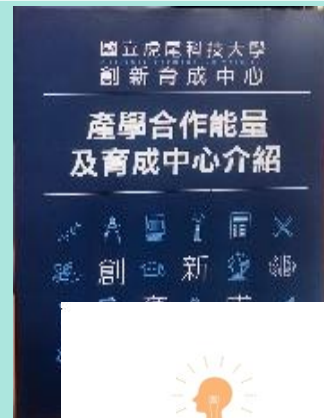 國立虎尾科技大學
創新育成中心
產學合作能量
及育成中心介紹
創 新